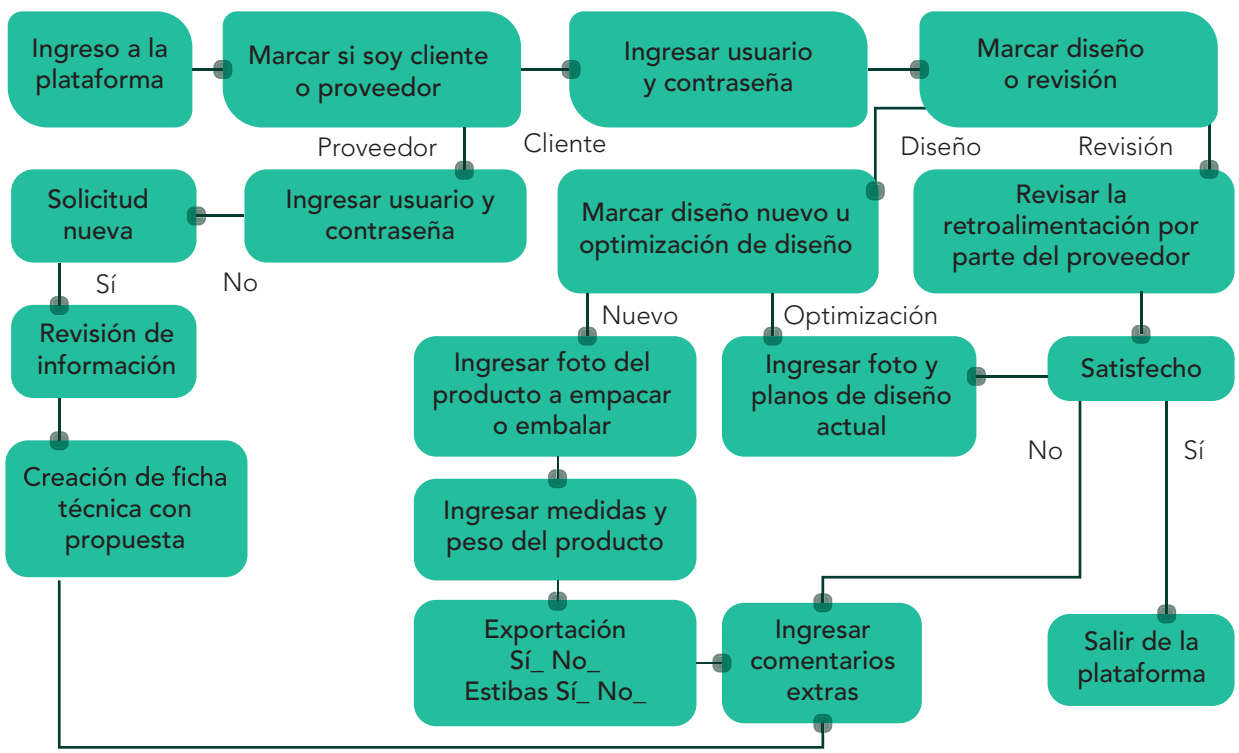 Ingreso a la
plataforma
Marcar si soy cliente
o proveedor
Ingresar usuario
y contraseña
Marcar diseño
o revisión
Proveedor
Cliente
Diseño
Revisión
Solicitud
nueva
Ingresar usuario y
contraseña
Marcar diseño nuevo u
optimización de diseño
Revisar la
retroalimentación por
parte del proveedor
Sí
No
Nuevo
Optimización
Revisión de
información
Ingresar foto del
producto a empacar
o embalar
Ingresar foto y
planos de diseño
actual
Satisfecho
No
Sí
Creación de ficha
técnica con
propuesta
Ingresar medidas y
peso del producto
Exportación
Sí_ No_
Estibas Sí_ No_
Ingresar
comentarios
extras
Salir de la
plataforma